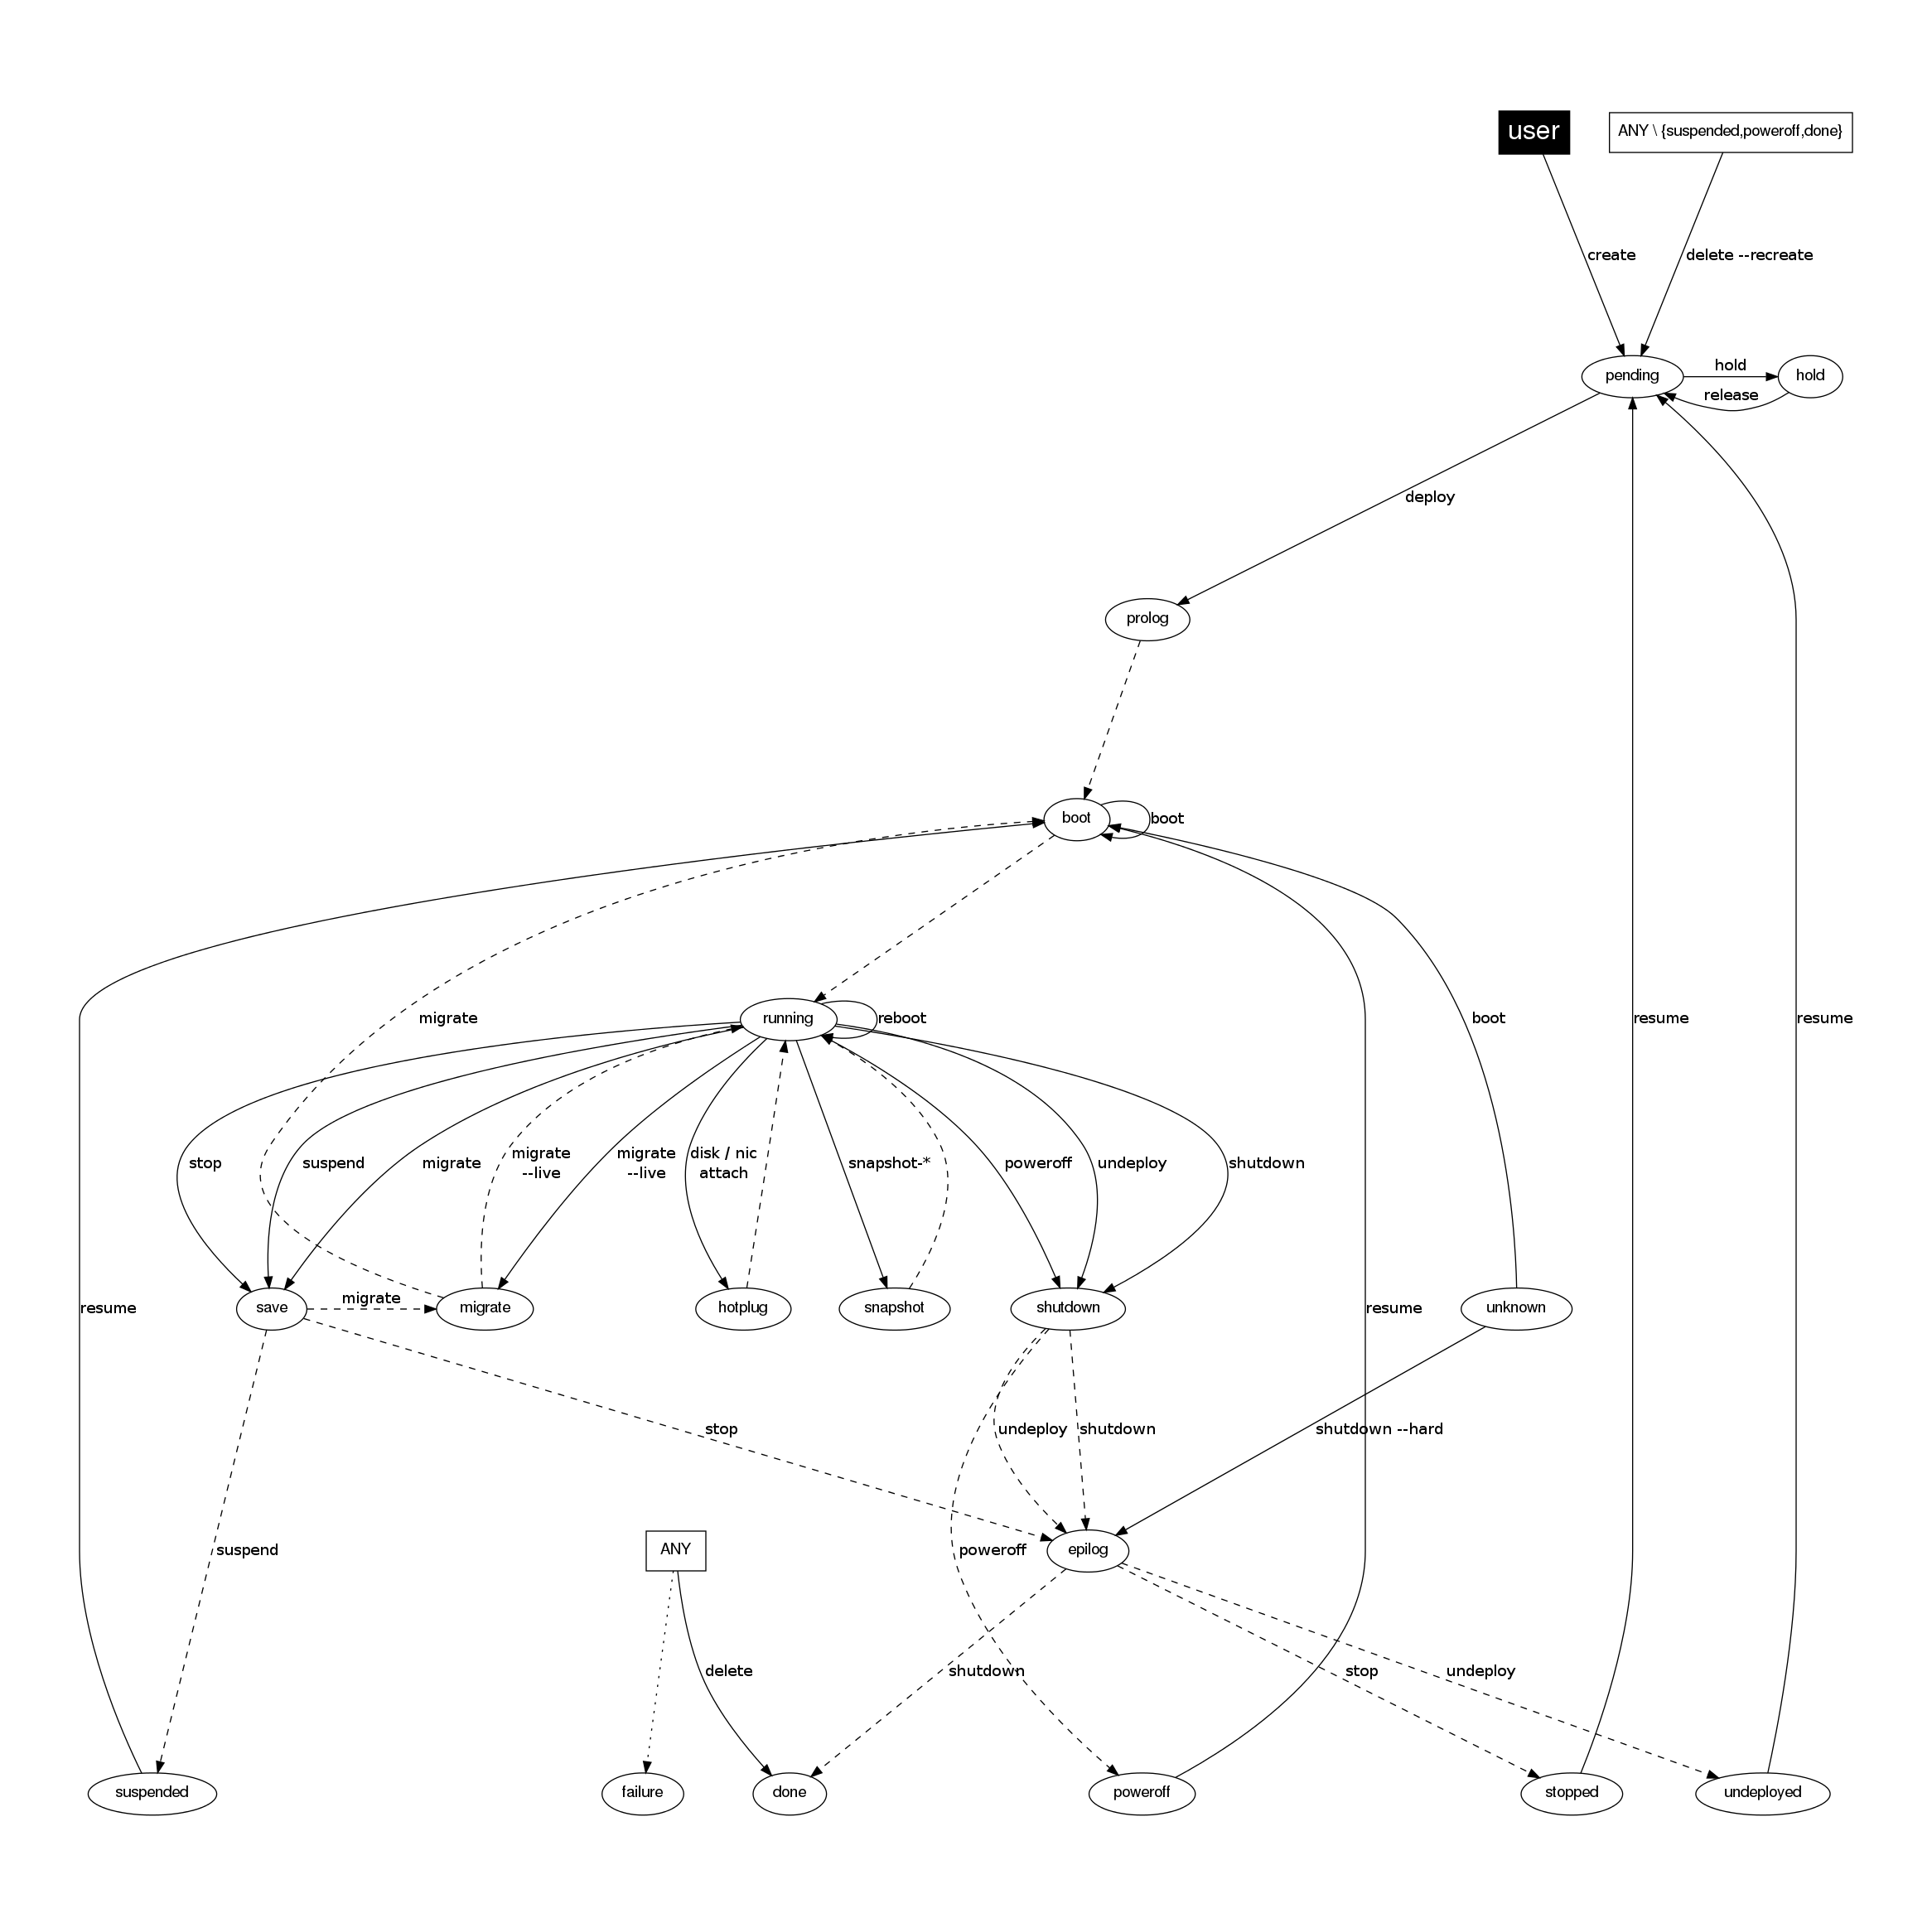 user
ANY \ {suspended,poweroff,done}
create
delete --recreate
pending
hold
hold
release
deploy
prolog
boot
boot
migrate
running
reboot
boot
resume
resume
stop
suspend
migrate
migrate
--live
migrate
--live
disk / nic
attach
snapshot-*
poweroff
undeploy
shutdown
resume
save
migrate
migrate
hotplug
snapshot
shutdown
resume
unknown
stop
undeploy
shutdown
shutdown --hard
suspend
ANY
poweroff
epilog
delete
shutdown
stop
undeploy
suspended
failure
done
poweroff
stopped
undeployed